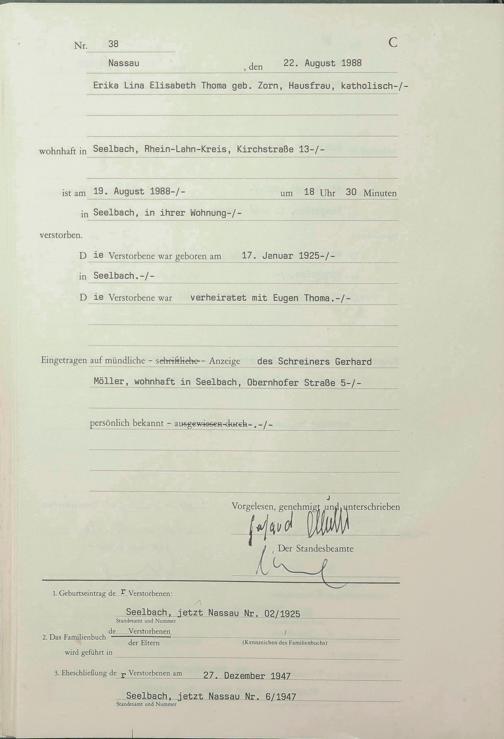 Nr. 38 C
Nassau , den 22. August 1988
Erika Lina Elisabeth Thoma geb. Zorn, Hausfrau, katholisch-/-
wohnhaft in Seelbach, Rhein-Lahn-Kreis, Kirchstraße 13-/-
ist am 19. August 1988-/- um 18 Uhr 30 Minuten
in Seelbach, in ihrer Wohnung-/-
verstorben.
D ie Verstorbene war geboren am 17. Januar 1925-/-
in Seelbach.-/-
D ie Verstorbene war verheiratet mit Eugen Thoma.-/-
Eingetragen auf mündliche – schriftliche – Anzeige des Schreiners Gerhard
Möller, wohnhaft in Seelbach, Obernhofer Straße 5-/-
persönlich bekannt – ausgewiesen durch-.-/-
Vorgelesen, genehmigt und unterschrieben
Der Standesbeamte
1. Geburtseintrag de r Verstorbenen:
Seelbach, jetzt Nassau Nr. 02/1925
Standesamt und Nummer
2. Das Familienbuch de Verstorbenen
der Eltern (Kennzeichen des Familienbuchs)
wird geführt in
3. Eheschließung de r Verstorbenen am 27. Dezember 1947
Seelbach, jetzt Nassau Nr. 6/1947
Standesamt und Nummer